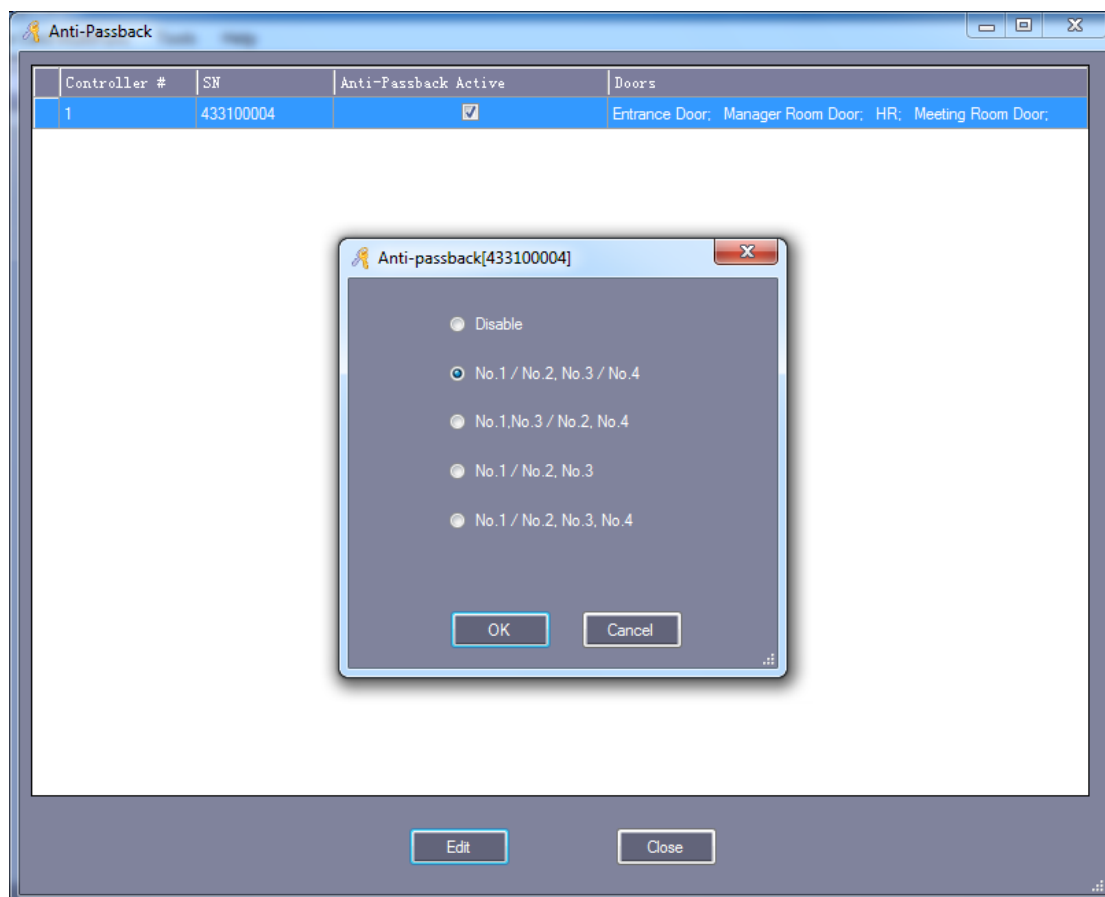 Anti-Passback
Tools Help
Controller # SN Anti-Passback Active Doors
1 433100004 Entrance Door; Manager Room Door; HR; Meeting Room Door;
Anti-passback[433100004]
Disable
No.1 / No.2, No.3 / No.4
No.1,No.3 / No.2, No.4
No.1 / No.2, No.3
No.1 / No.2, No.3, No.4
OK Cancel
Edit Close